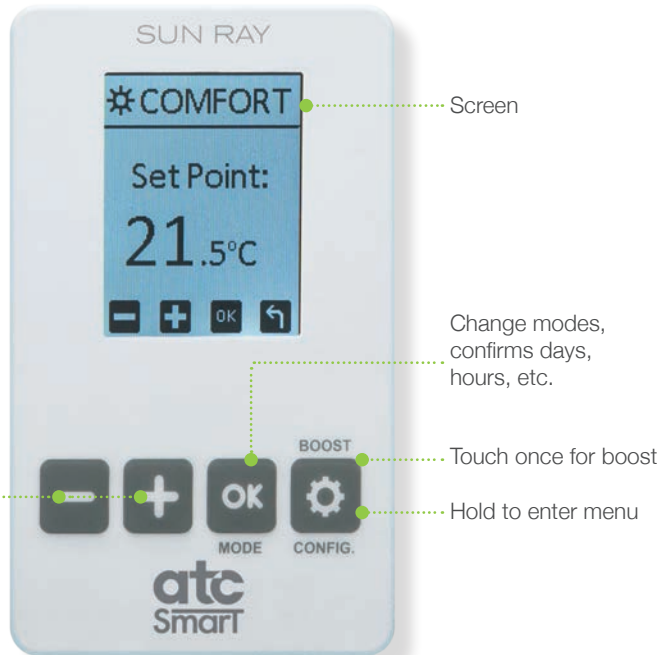 SUN RAY
COMFORT
Set Point:
21.5°C
OK
Screen
Change modes,
confirms days,
hours, etc.
BOOST
Touch once for boost
OK
Hold to enter menu
MODE CONFIG.
atc
Smart